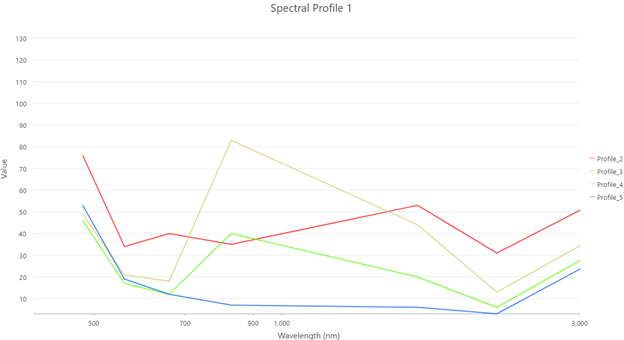 Spectral Profile 1
130
120
110
100
90
80
70
60
50
40
30
20
10
Value
500 700 900 1,000 3,000
Wavelength (nm)
Profile_2
Profile_3
Profile_4
Profile_5